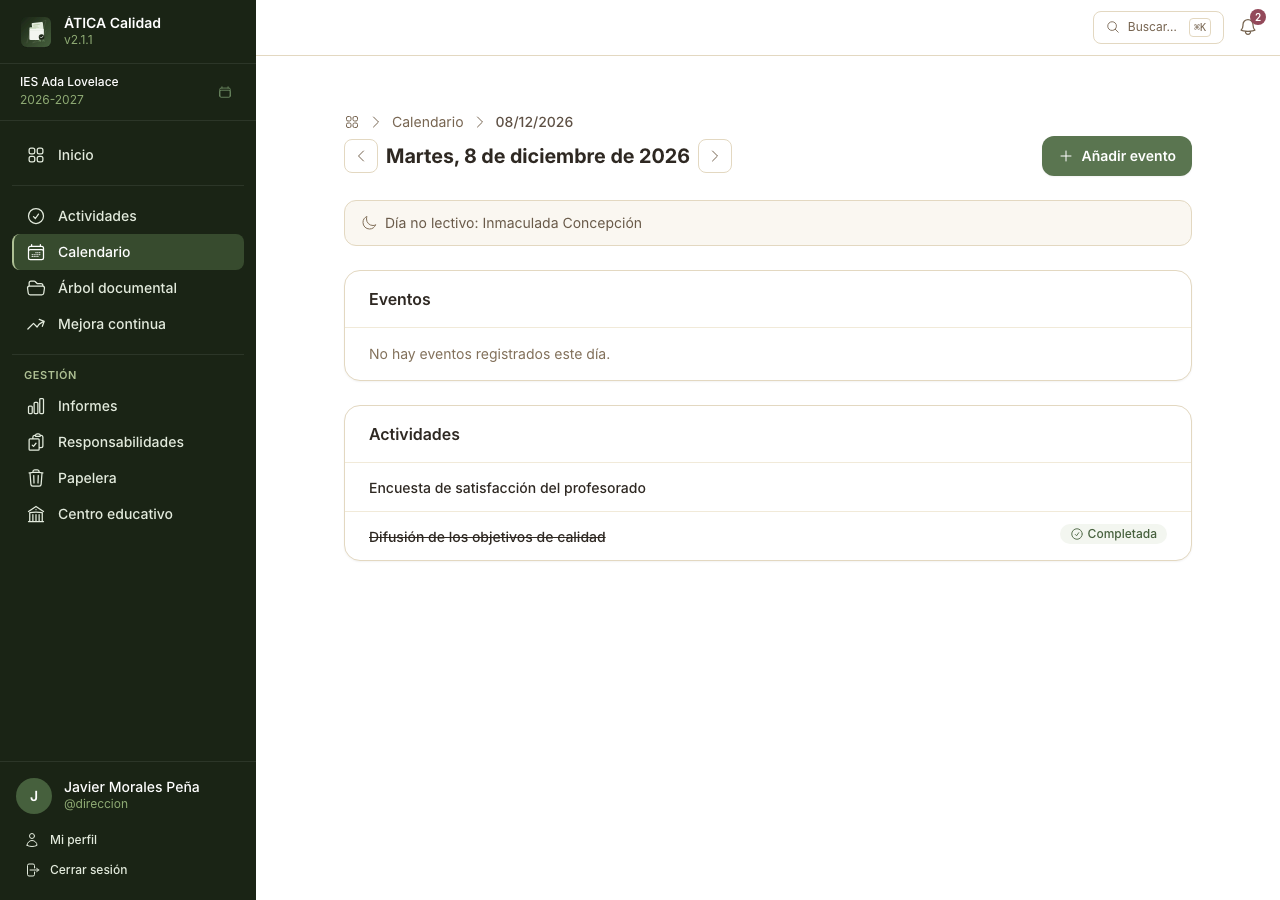 ÁTICA Calidad
v2.1.1
IES Ada Lovelace
2026-2027
Inicio
Actividades
Calendario
Árbol documental
Mejora continua
GESTIÓN
Informes
Responsabilidades
Papelera
Centro educativo
J
Javier Morales Peña
@direccion
Mi perfil
Cerrar sesión
Buscar...
⌘K
2
Calendario
08/12/2026
Martes, 8 de diciembre de 2026
Añadir evento
Día no lectivo: Inmaculada Concepción
Eventos
No hay eventos registrados este día.
Actividades
Encuesta de satisfacción del profesorado
Difusión de los objetivos de calidad
Completada